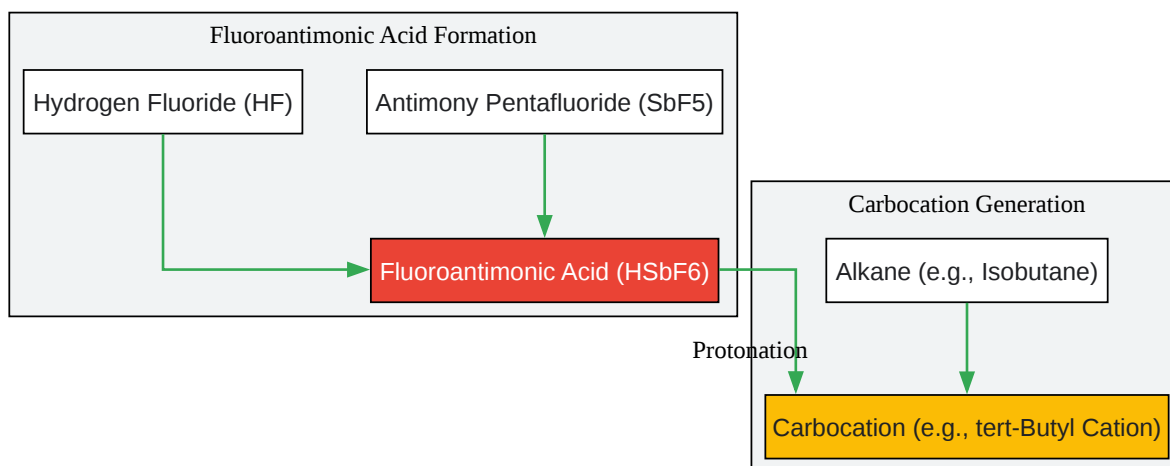 Fluoroantimonic Acid Formation
Hydrogen Fluoride (HF)
Antimony Pentafluoride (SbF5)
Fluoroantimonic Acid (HSbF6)
Carbocation Generation
Alkane (e.g., Isobutane)
Protonation
Carbocation (e.g., tert-Butyl Cation)